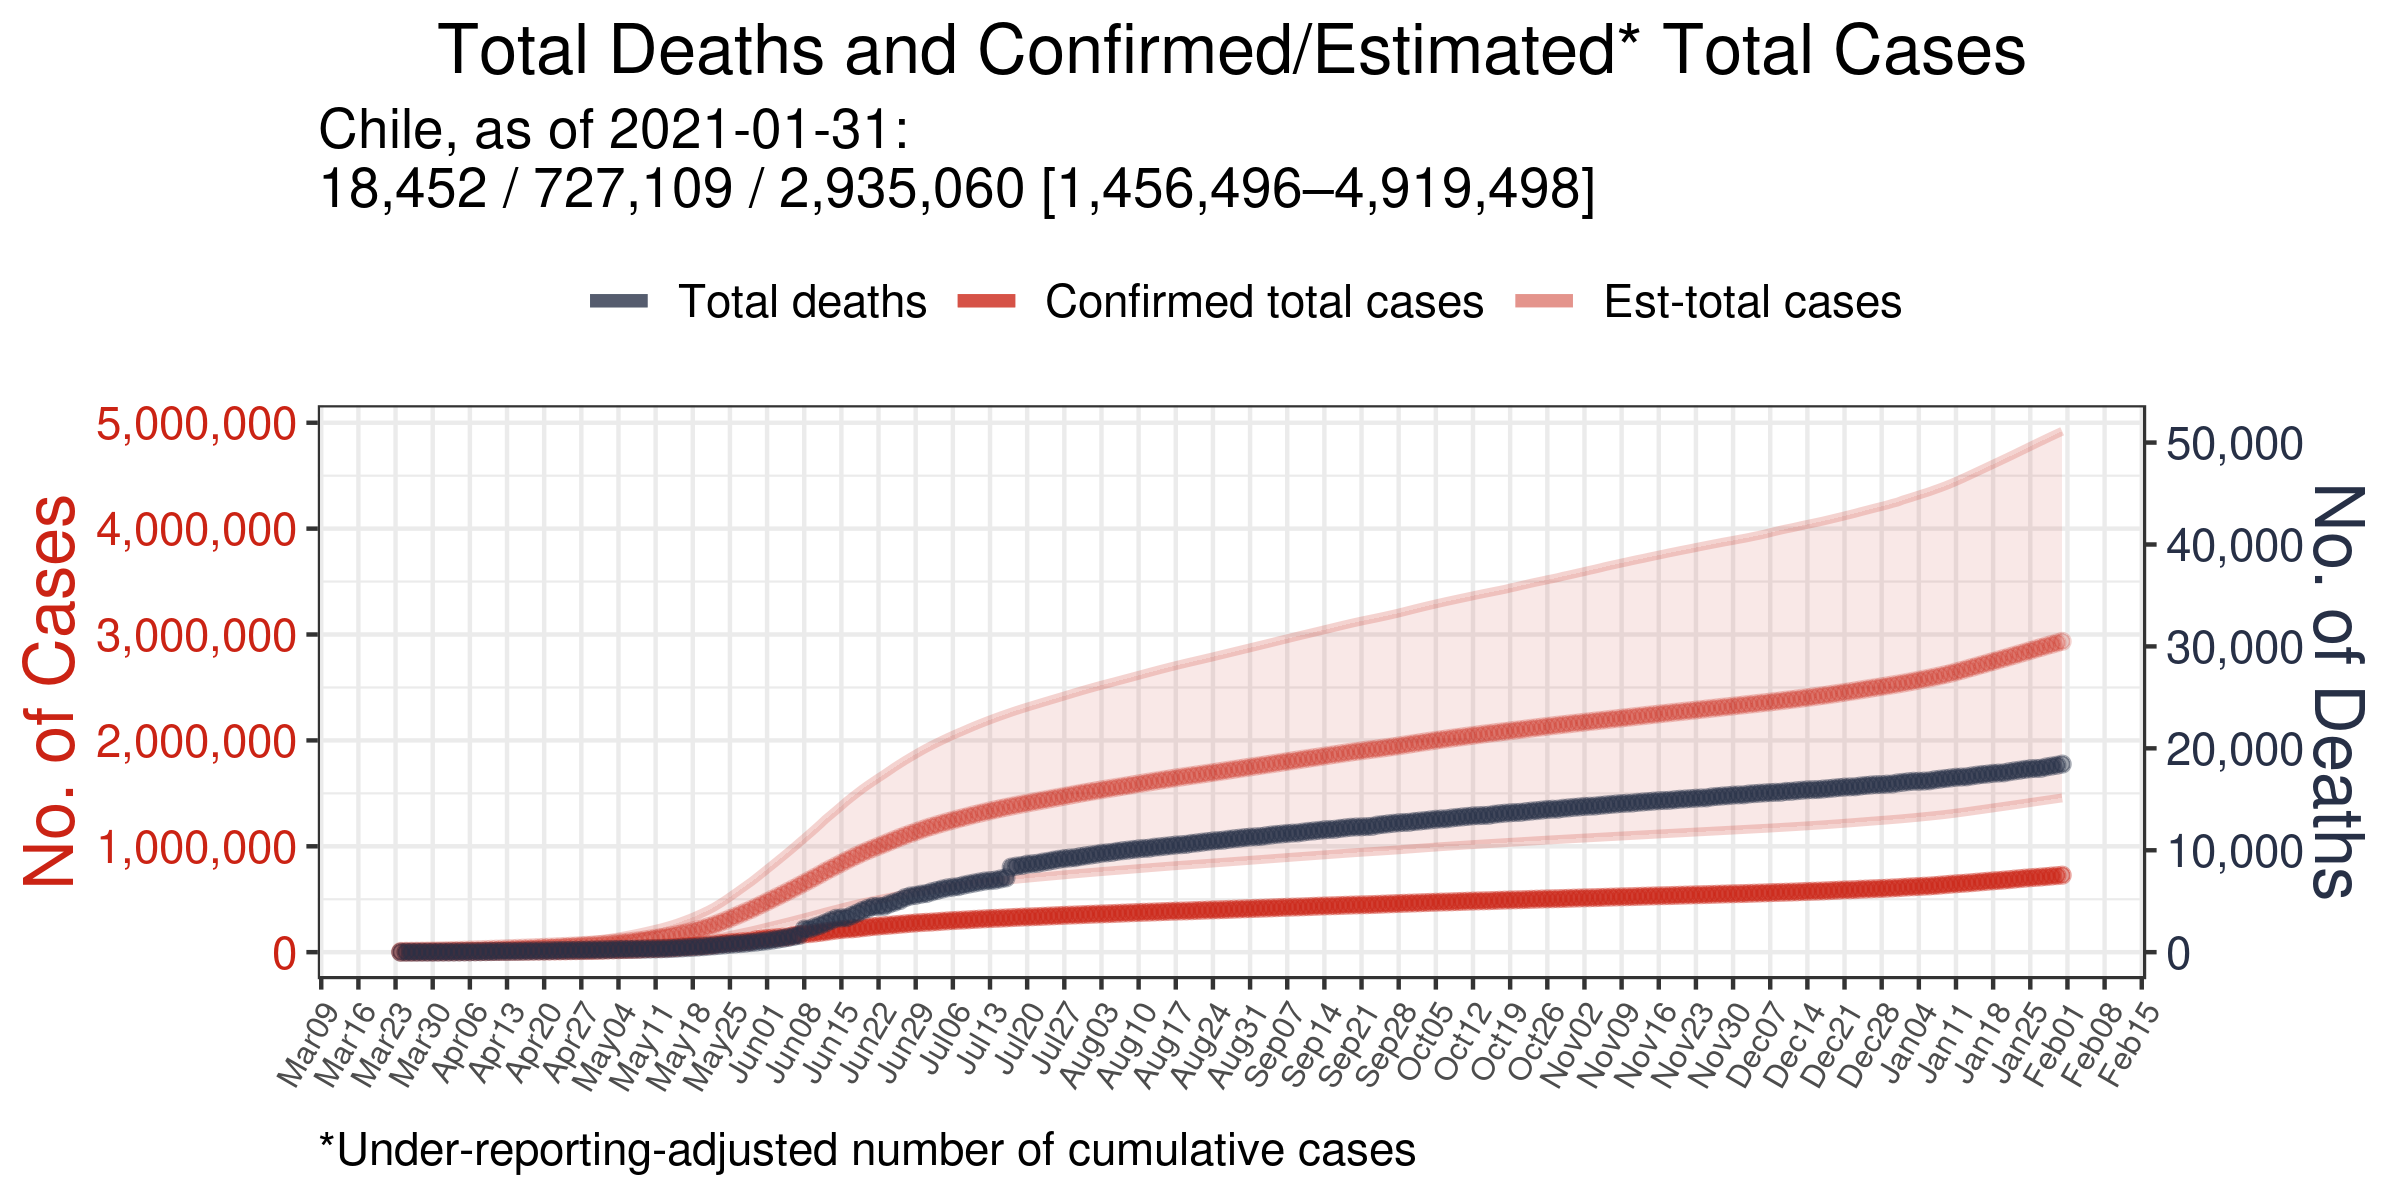 Total Deaths and Confirmed/Estimated* Total Cases
Chile, as of 2021-01-31:
18,452 / 727,109 / 2,935,060 [1,456,496–4,919,498]
Total deaths
Confirmed total cases
Est-total cases
No. of Cases
5,000,000
4,000,000
3,000,000
2,000,000
1,000,000
0
50,000
40,000
30,000
20,000
10,000
0
No. of Deaths
Mar09
Mar16
Mar23
Mar30
Apr06
Apr13
Apr20
Apr27
May04
May11
May18
May25
Jun01
Jun08
Jun15
Jun22
Jun29
Jul06
Jul13
Jul20
Jul27
Aug03
Aug10
Aug17
Aug24
Aug31
Sep07
Sep14
Sep21
Sep28
Oct05
Oct12
Oct19
Oct26
Nov02
Nov09
Nov16
Nov23
Nov30
Dec07
Dec14
Dec21
Dec28
Jan04
Jan11
Jan18
Jan25
Feb01
Feb08
Feb15
*Under-reporting-adjusted number of cumulative cases